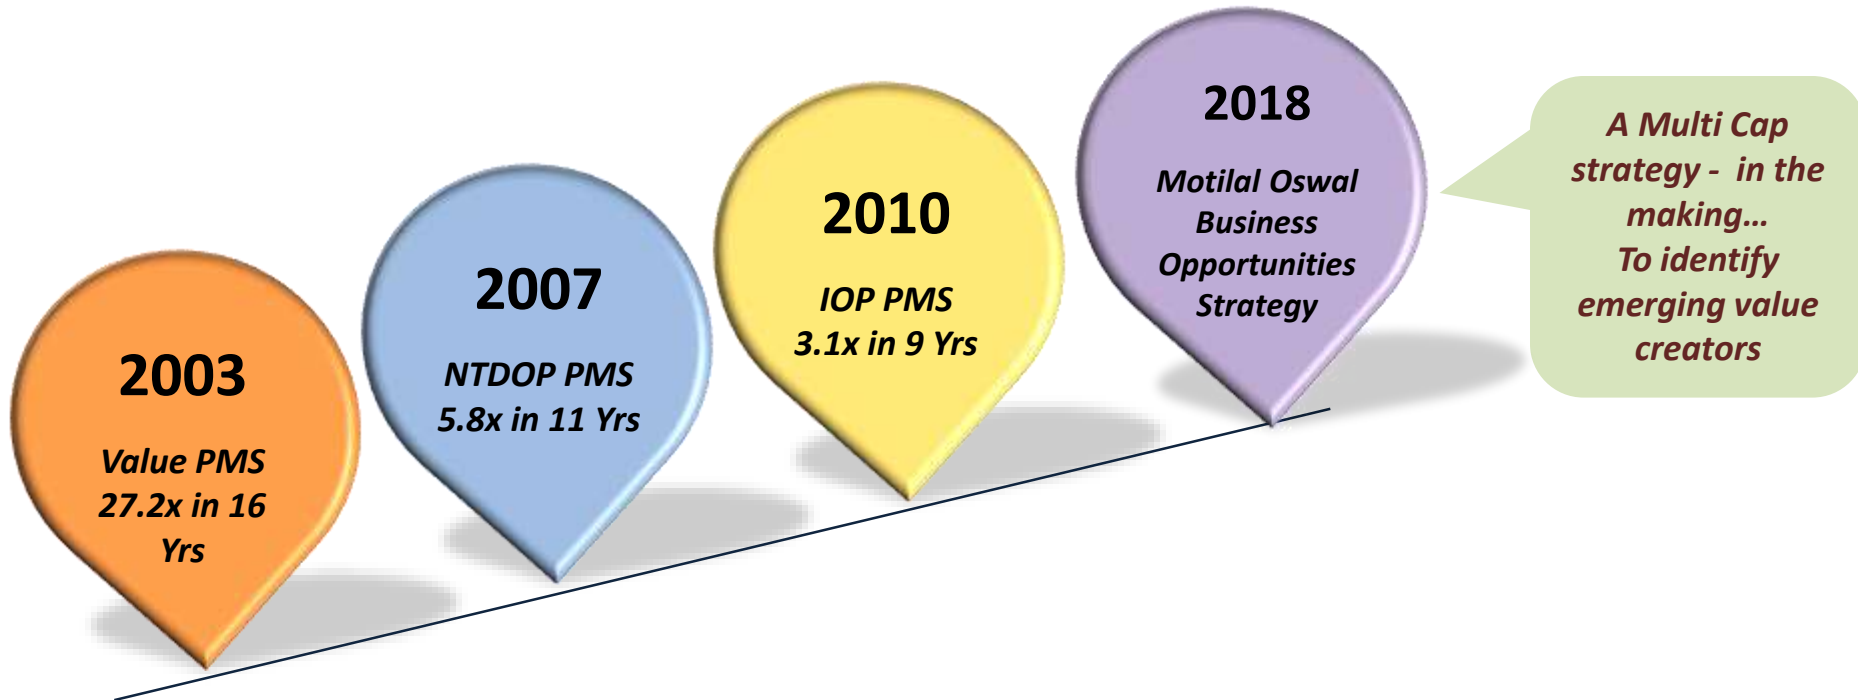 2003
Value PMS
27.2x in 16
Yrs
2007
NTDOP PMS
5.8x in 11 Yrs
2010
IOP PMS
3.1x in 9 Yrs
2018
Motilal Oswal
Business
Opportunities
Strategy
A Multi Cap
strategy - in the
making...
To identify
emerging value
creators